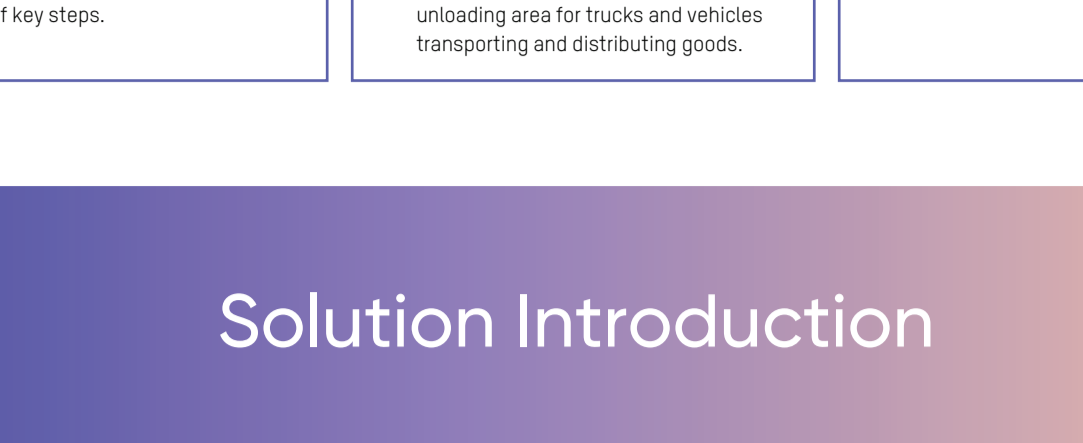 f key steps.
unloading area for trucks and vehicles
transporting and distributing goods.
Solution Introduction